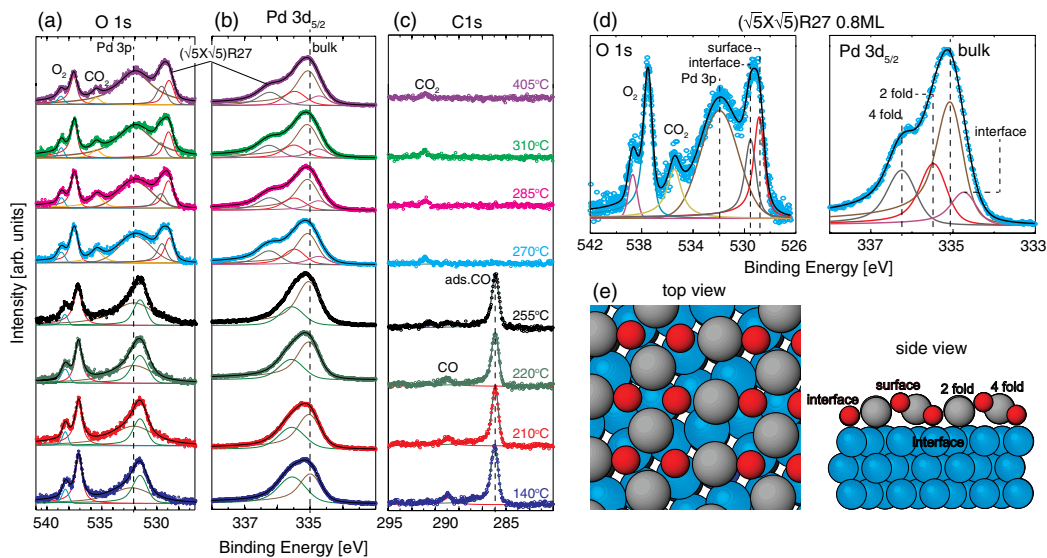 (a) O 1s
(b) Pd 3d5/2
(c) C1s
Pd 3p
(√5X√5)R27
bulk
O2
CO2
CO2
405°C
310°C
285°C
270°C
ads.CO
255°C
CO
220°C
210°C
140°C
Intensity [arb. units]
540 535 530
337 335
295 290 285
Binding Energy [eV]
(d) (√5X√5)R27 0.8ML
O 1s
surface
interface
Pd 3p
O2
CO2
542 538 534 530 526
Pd 3d5/2
bulk
2 fold
4 fold
interface
337 335 333
Binding Energy [eV]
(e)
top view
side view
surface
2 fold
4 fold
interface
interface